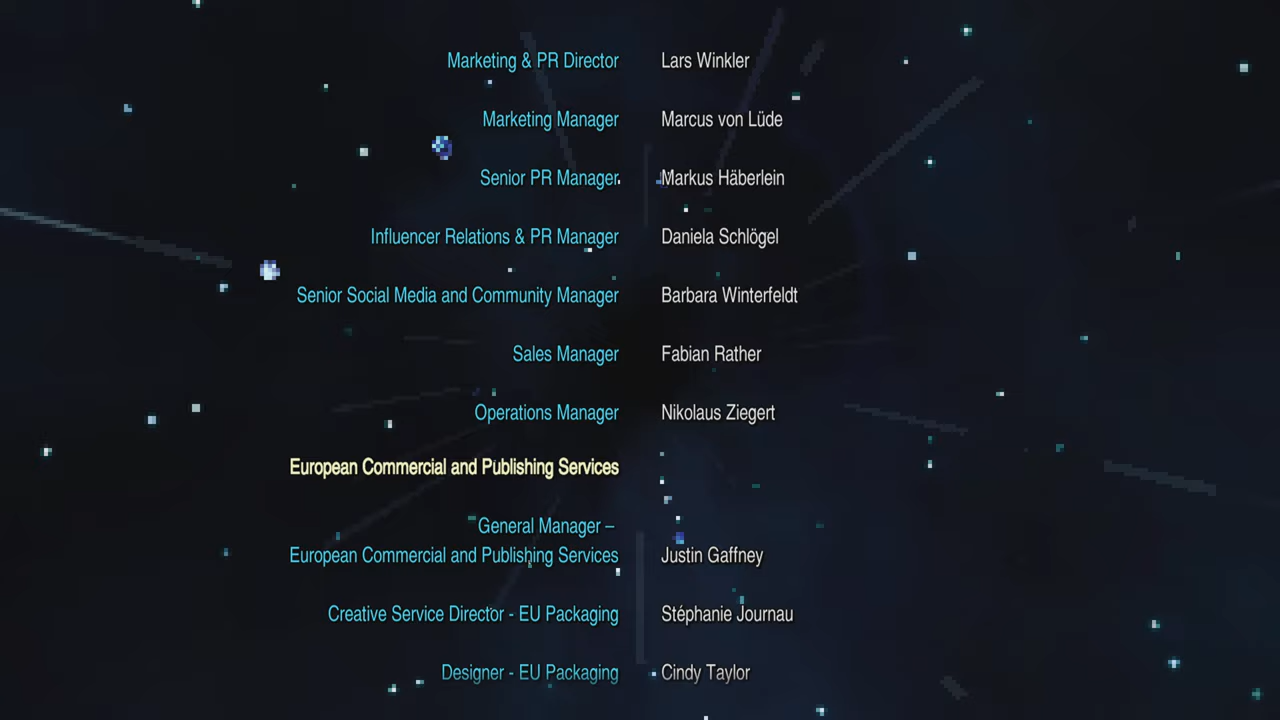 Marketing & PR Director Lars Winkler
Marketing Manager Marcus von Lüde
Senior PR Manager Markus Häberlein
Influencer Relations & PR Manager Daniela Schlögel
Senior Social Media and Community Manager Barbara Winterfeldt
Sales Manager Fabian Rather
Operations Manager Nikolaus Ziegert
European Commercial and Publishing Services
General Manager –
European Commercial and Publishing Services Justin Gaffney
Creative Service Director - EU Packaging Stéphanie Journau
Designer - EU Packaging Cindy Taylor